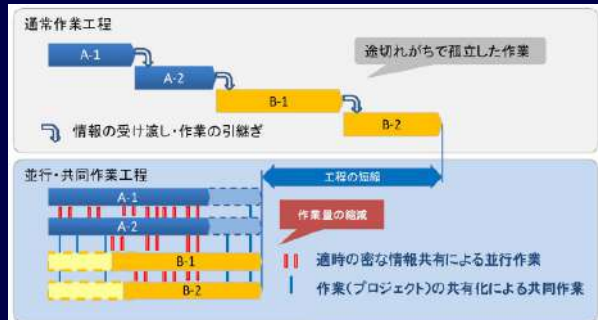 通常作業工程
A-1
途切れがちで孤立した作業
A-2
B-1
B-2
情報の受け渡し・作業の引継ぎ
並行・共同作業工程
工程の短縮
A-1
作業量の縮減
A-2
B-1
適時の密な情報共有による並行作業
B-2
作業(プロジェクト)の共有化による共同作業